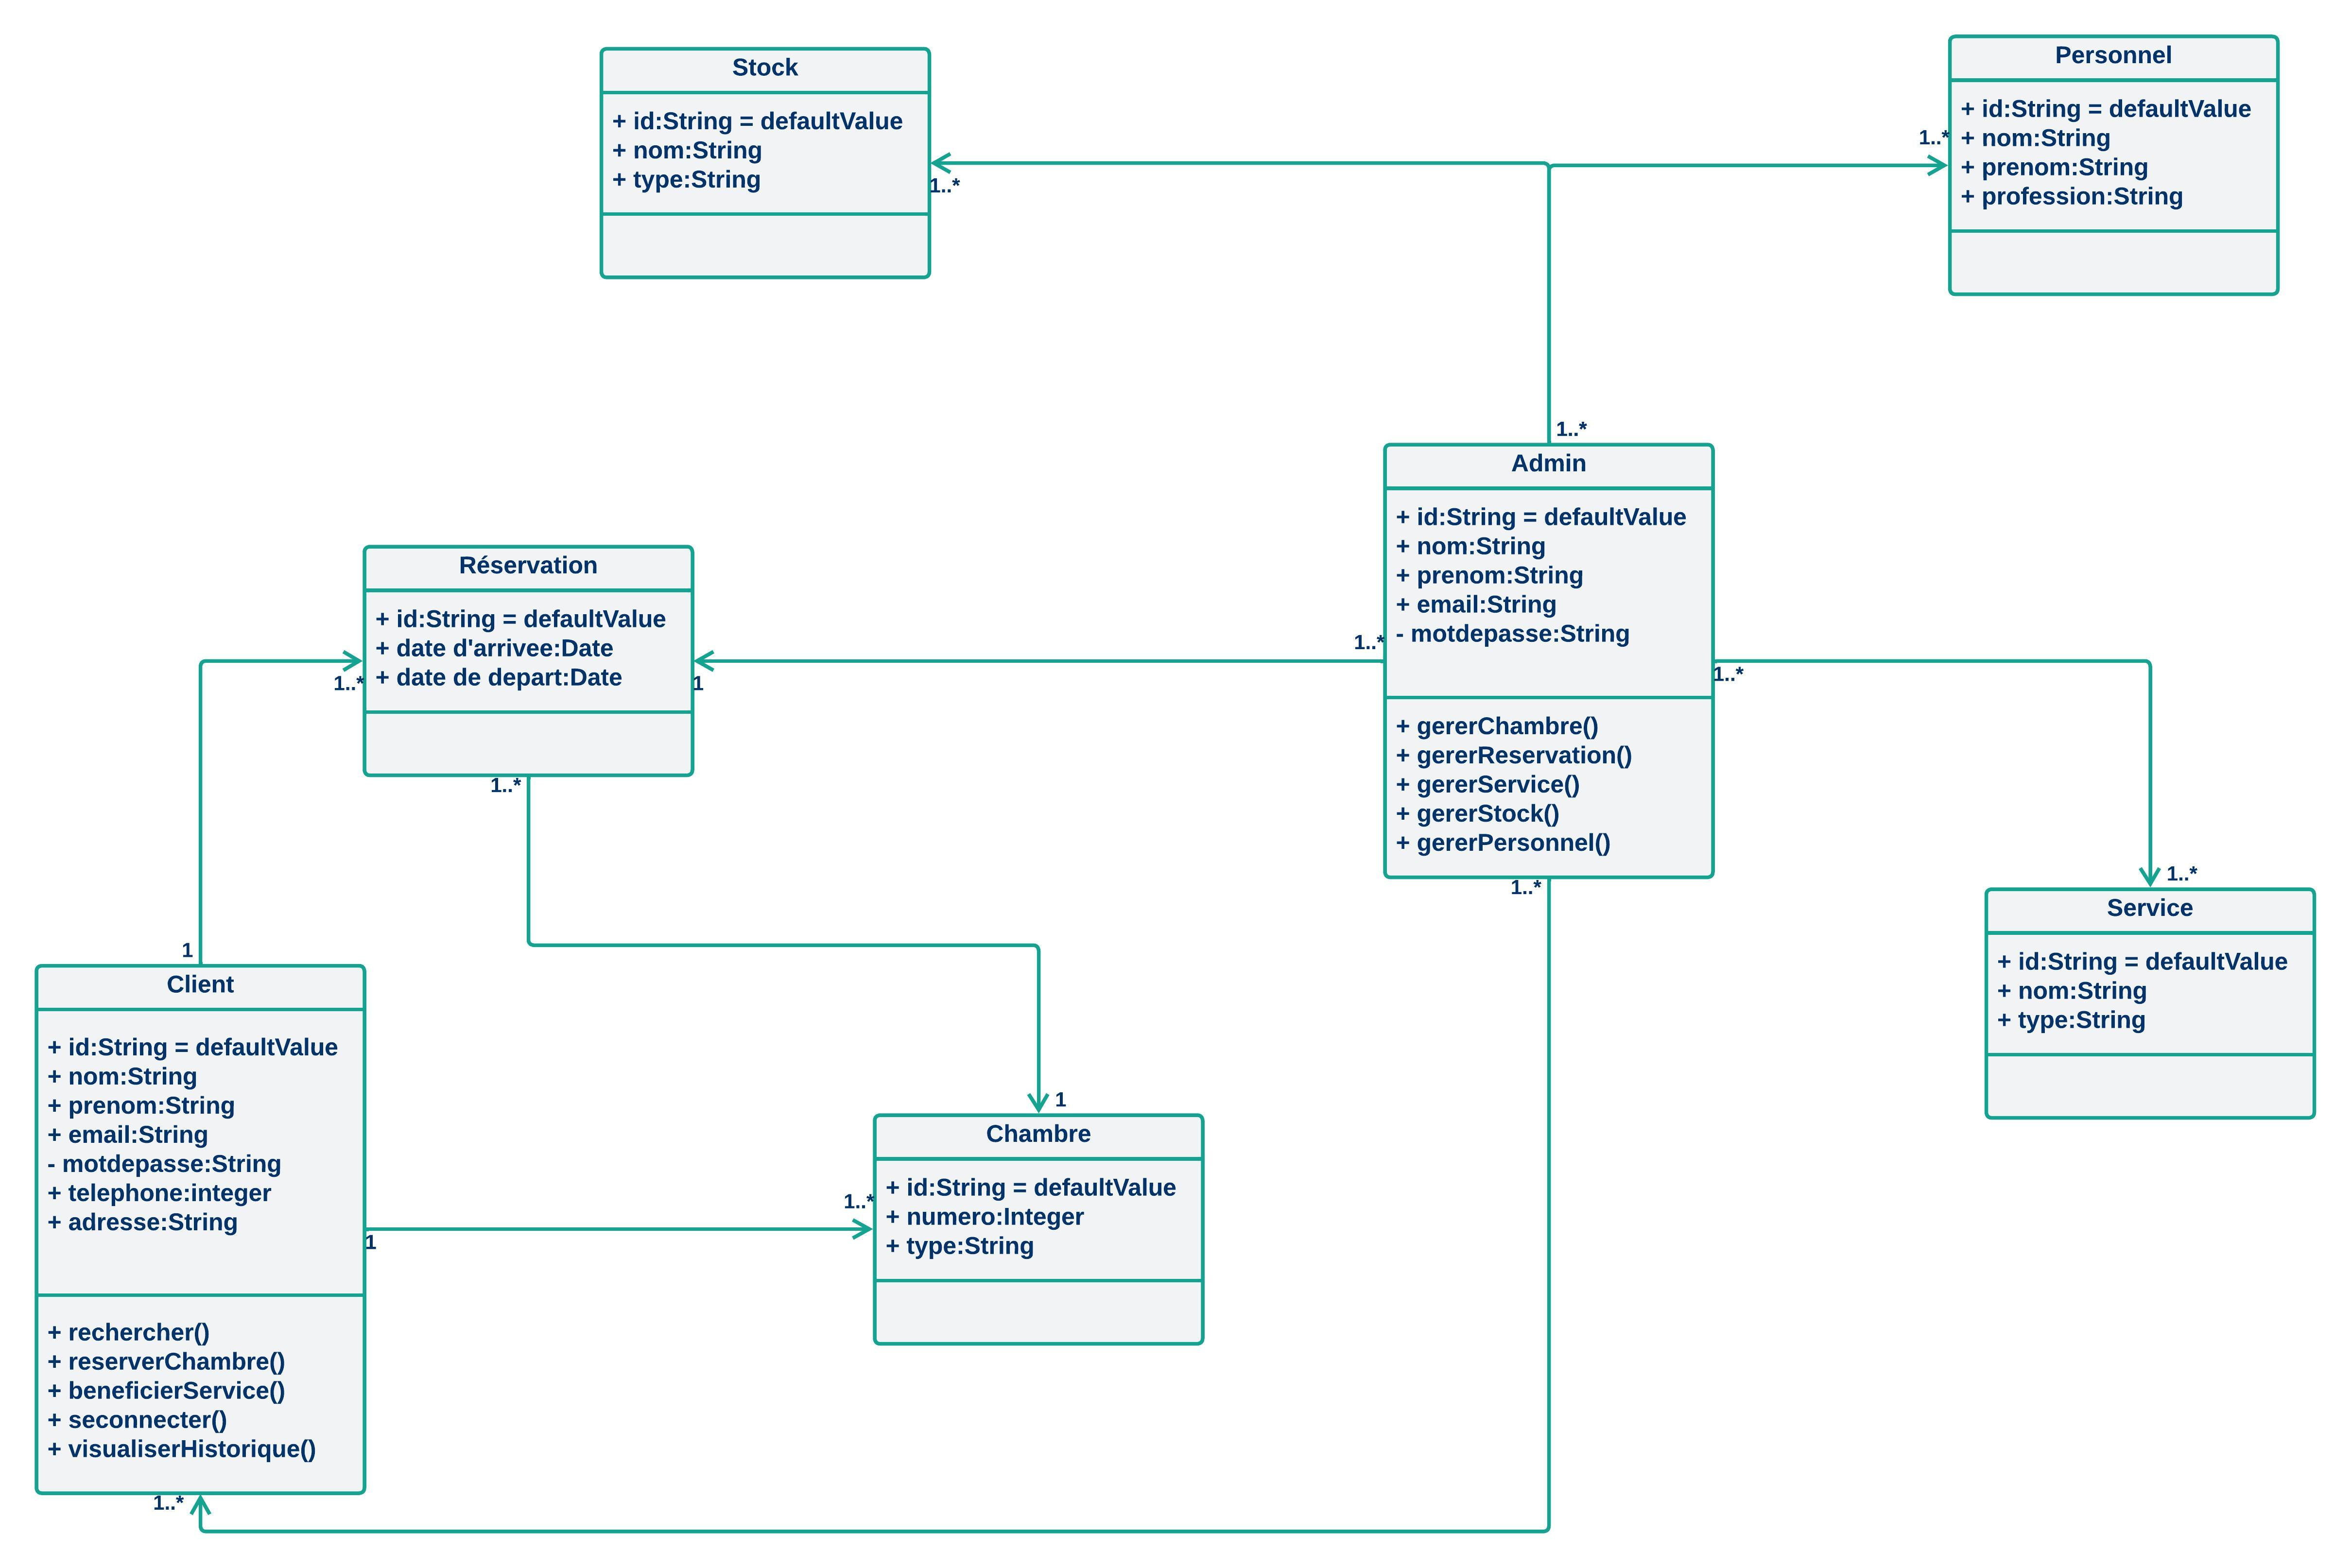 Stock
+ id:String = defaultValue
+ nom:String
+ type:String
1..*
Personnel
+ id:String = defaultValue
+ nom:String
+ prenom:String
+ profession:String
1..*
1..*
Admin
+ id:String = defaultValue
+ nom:String
+ prenom:String
+ email:String
- motdepasse:String
+ gererChambre()
+ gererReservation()
+ gererService()
+ gererStock()
+ gererPersonnel()
1..*
1..*
1..*
Réservation
+ id:String = defaultValue
+ date d'arrivee:Date
+ date de depart:Date
1..*
1
1..*
1..*
Service
+ id:String = defaultValue
+ nom:String
+ type:String
1
Client
+ id:String = defaultValue
+ nom:String
+ prenom:String
+ email:String
- motdepasse:String
+ telephone:integer
+ adresse:String
+ rechercher()
+ reserverChambre()
+ beneficierService()
+ seconnecter()
+ visualiserHistorique()
1
1..*
1
1..*
Chambre
+ id:String = defaultValue
+ numero:Integer
+ type:String